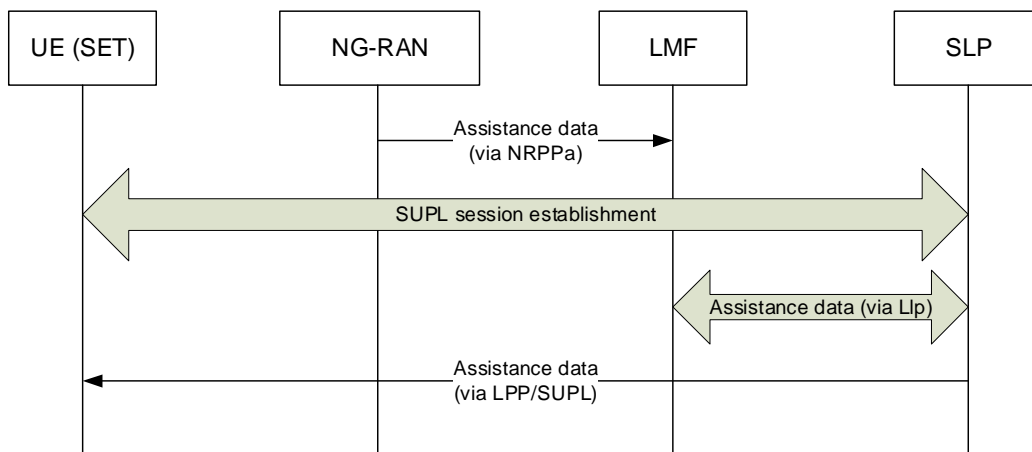 UE (SET)
NG-RAN
LMF
SLP
Assistance data
(via NRPPa)
SUPL session establishment
Assistance data (via Llp)
Assistance data
(via LPP/SUPL)